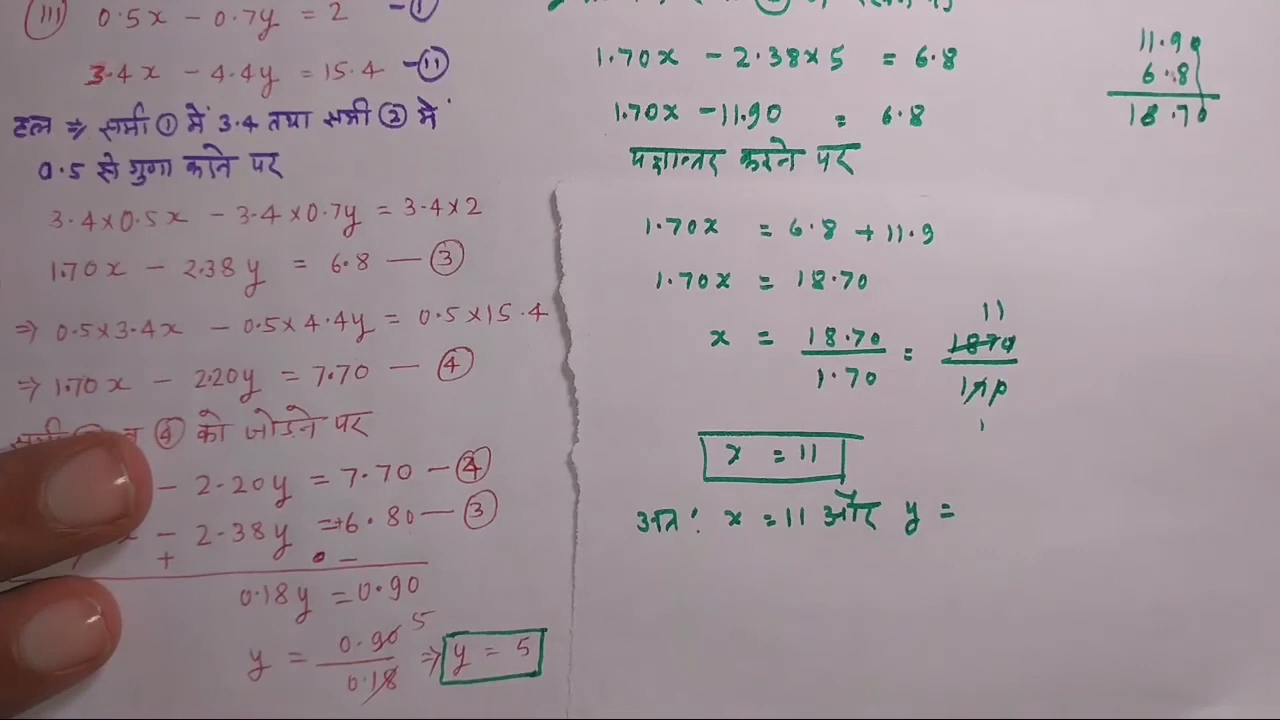 (iii) 0.5x - 0.7y = 2 - ①
3.4x - 4.4y = 15.4 - ⑪
हल ⇒ समी ① में 3.4 तथा समी ② में
0.5 से गुणा करने पर
3.4×0.5x - 3.4×0.7y = 3.4×2
1.70x - 2.38y = 6.8 — ③
⇒ 0.5×3.4x - 0.5×4.4y = 0.5×15.4
⇒ 1.70x - 2.20y = 7.70 — ④
④ को जोडने पर
- 2.20y = 7.70 - ④
- 2.38y = +6.80 — ③
+ -
0.18y = 0.90
y = 0.90/0.18 5 ⇒ y = 5
1.70x - 2.38×5 = 6.8
1.70x - 11.90 = 6.8
पक्षान्तर करने पर
1.70x = 6.8 + 11.9
1.70x = 18.70
11
x = 18.70/1.70 = 1870/170
1
x = 11
अत: x = 11 और y =
11.90
6.8
18.70